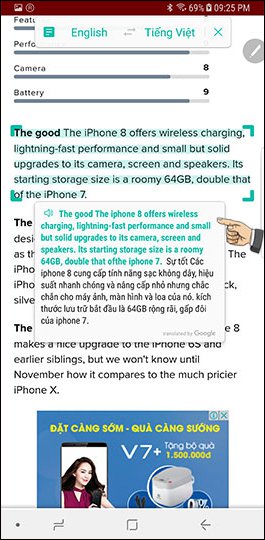 69% 09:25 PM
Featu
English
Tiếng Việt
Perfo
Camera 8
Battery 9
The good The iPhone 8 offers wireless charging,
lightning-fast performance and small but solid
upgrades to its camera, screen and speakers. Its
starting storage size is a roomy 64GB, double that
of the iPhone 7.
The good The iphone 8 offers wireless
charging, lightning-fast performance and small
but solid upgrades to its camera, screen and
speakers. Its starting storage size is a roomy
64GB, double that ofthe iphone 7. Sự tốt Các
iphone 8 cung cấp tính năng sạc không dây, hiệu
suất nhanh chóng và nâng cấp nhỏ nhưng chắc
chắn cho máy ảnh, màn hình và loa của nó. kích
thước lưu trữ bắt đầu là 64GB rộng rãi, gấp đôi
của iphone 7.
translated by Google
The
desi
as th The
iPho
ck,
silve
The 8
makes a nice upgrade to the iPhone 6S and
earlier siblings, but we won't know until
November how it compares to the much pricier
iPhone X.
ĐẶT CÀNG SỚM - QUÀ CÀNG SƯỚNG
V7+
Tặng bộ quà
1.500.000đ